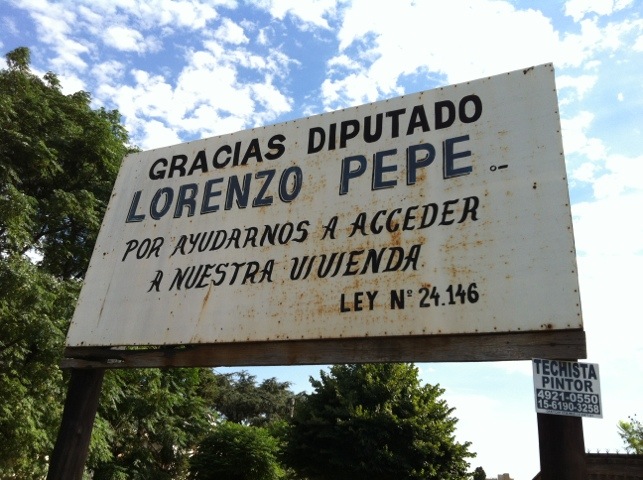 GRACIAS DIPUTADO
LORENZO PEPE.-
POR AYUDARNOS A ACCEDER
A NUESTRA VIVIENDA
LEY Nº 24.146
TECHISTA
PINTOR
4921-0550
15-6190-3258